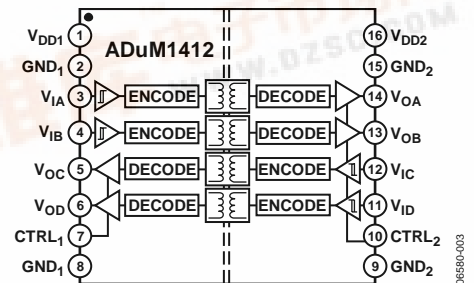 ADuM1412
VDD1 1 16 VDD2
GND1 2 15 GND2
VIA 3 ENCODE DECODE 14 VOA
VIB 4 ENCODE DECODE 13 VOB
VOC 5 DECODE ENCODE 12 VIC
VOD 6 DECODE ENCODE 11 VID
CTRL1 7 10 CTRL2
GND1 8 9 GND2
06580-003
WWW.DZSC